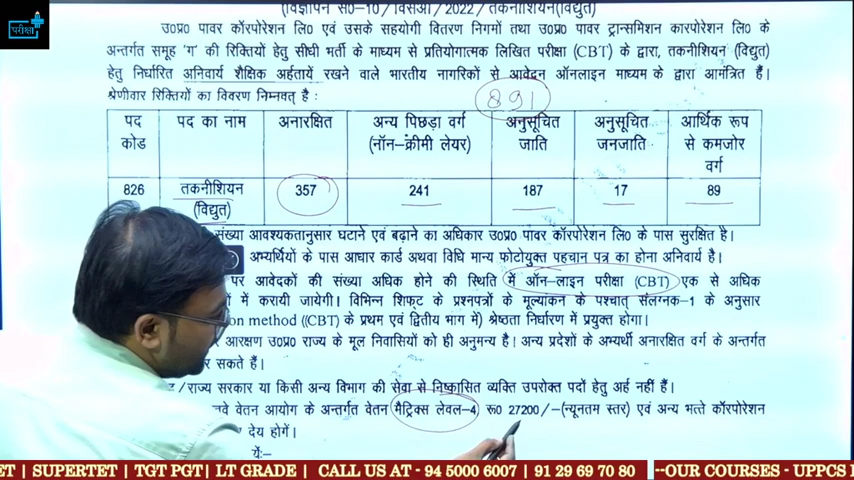 परीक्षा
(विज्ञापन स0-10/विसेआ/2022/तकनीशियन(विद्युत)
उ0प्र0 पावर कॉरपोरेशन लि0 एवं उसके सहयोगी वितरण निगमों तथा उ0प्र0 पावर ट्रान्समिशन कारपोरेशन लि0 के
अन्तर्गत समूह 'ग' की रिक्तियों हेतु सीधी भर्ती के माध्यम से प्रतियोगात्मक लिखित परीक्षा (CBT) के द्वारा, तकनीशियन (विद्युत)
हेतु निर्धारित अनिवार्य शैक्षिक अर्हतायें रखने वाले भारतीय नागरिकों से आवेदन ऑनलाइन माध्यम के द्वारा आमंत्रित हैं।
श्रेणीवार रिक्तियों का विवरण निम्नवत् है :
891
पद कोड पद का नाम अनारक्षित अन्य पिछड़ा वर्ग (नॉन-क्रीमी लेयर) अनुसूचित जाति अनुसूचित जनजाति आर्थिक रूप से कमजोर वर्ग
826 तकनीशियन (विद्युत) 357 241 187 17 89
संख्या आवश्यकतानुसार घटाने एवं बढ़ाने का अधिकार उ0प्र0 पावर कॉरपोरेशन लि0 के पास सुरक्षित है।
अभ्यर्थियों के पास आधार कार्ड अथवा विधि मान्य फोटोयुक्त पहचान पत्र का होना अनिवार्य है।
पर आवेदकों की संख्या अधिक होने की स्थिति में ऑन-लाइन परीक्षा (CBT) एक से अधिक
में करायी जायेगी। विभिन्न शिफ्ट के प्रश्नपत्रों के मूल्यांकन के पश्चात् संलग्नक-1 के अनुसार
on method ((CBT) के प्रथम एवं द्वितीय भाग में) श्रेष्ठता निर्धारण में प्रयुक्त होगा।
आरक्षण उ0प्र0 राज्य के मूल निवासियों को ही अनुमन्य है। अन्य प्रदेशों के अभ्यर्थी अनारक्षित वर्ग के अन्तर्गत
कर सकते हैं।
/राज्य सरकार या किसी अन्य विभाग की सेवा से निष्कासित व्यक्ति उपरोक्त पदों हेतु अर्ह नहीं हैं।
वे वेतन आयोग के अन्तर्गत वेतन मैट्रिक्स लेवल-4 रू0 27200/-(न्यूनतम स्तर) एवं अन्य भत्ते कॉरपोरेशन
देय होगें।
यें:-
ET | SUPERTET | TGT PGT| LT GRADE | CALL US AT - 94 5000 6007 | 91 29 69 70 80 --OUR COURSES - UPPCS